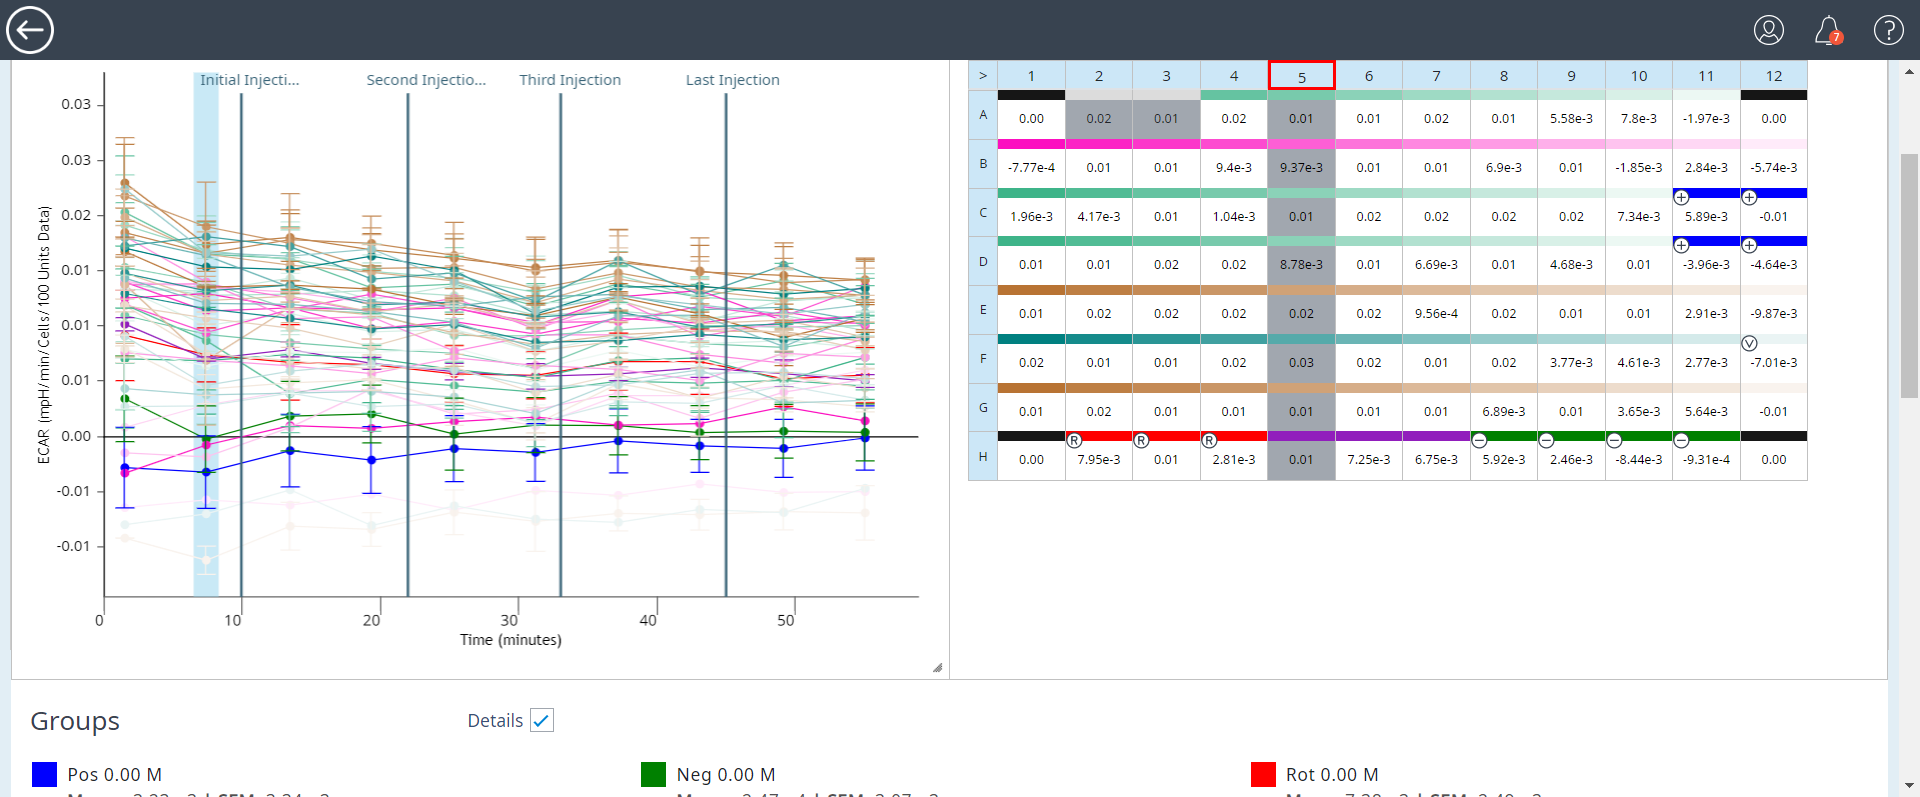 7
Initial Injecti...
Second Injectio...
Third Injection
Last Injection
0.03
0.03
0.02
0.01
0.01
0.01
0.00
-0.01
-0.01
ECAR (mpH/min/Cells/100 Units Data)
0 10 20 30 40 50
Time (minutes)
> 1 2 3 4 5 6 7 8 9 10 11 12
A 0.00 0.02 0.01 0.02 0.01 0.01 0.02 0.01 5.58e-3 7.8e-3 -1.97e-3 0.00
B -7.77e-4 0.01 0.01 9.4e-3 9.37e-3 0.01 0.01 6.9e-3 0.01 -1.85e-3 2.84e-3 -5.74e-3
+ +
C 1.96e-3 4.17e-3 0.01 1.04e-3 0.01 0.02 0.02 0.02 0.02 7.34e-3 5.89e-3 -0.01
+ +
D 0.01 0.01 0.02 0.02 8.78e-3 0.01 6.69e-3 0.01 4.68e-3 0.01 -3.96e-3 -4.64e-3
E 0.01 0.02 0.02 0.02 0.02 0.02 9.56e-4 0.02 0.01 0.01 2.91e-3 -9.87e-3
V
F 0.02 0.01 0.01 0.02 0.03 0.02 0.01 0.02 3.77e-3 4.61e-3 2.77e-3 -7.01e-3
G 0.01 0.02 0.01 0.01 0.01 0.01 0.01 6.89e-3 0.01 3.65e-3 5.64e-3 -0.01
R R R − − − −
H 0.00 7.95e-3 0.01 2.81e-3 0.01 7.25e-3 6.75e-3 5.92e-3 2.46e-3 -8.44e-3 -9.31e-4 0.00
Groups
Details
Pos 0.00 M
Neg 0.00 M
Rot 0.00 M